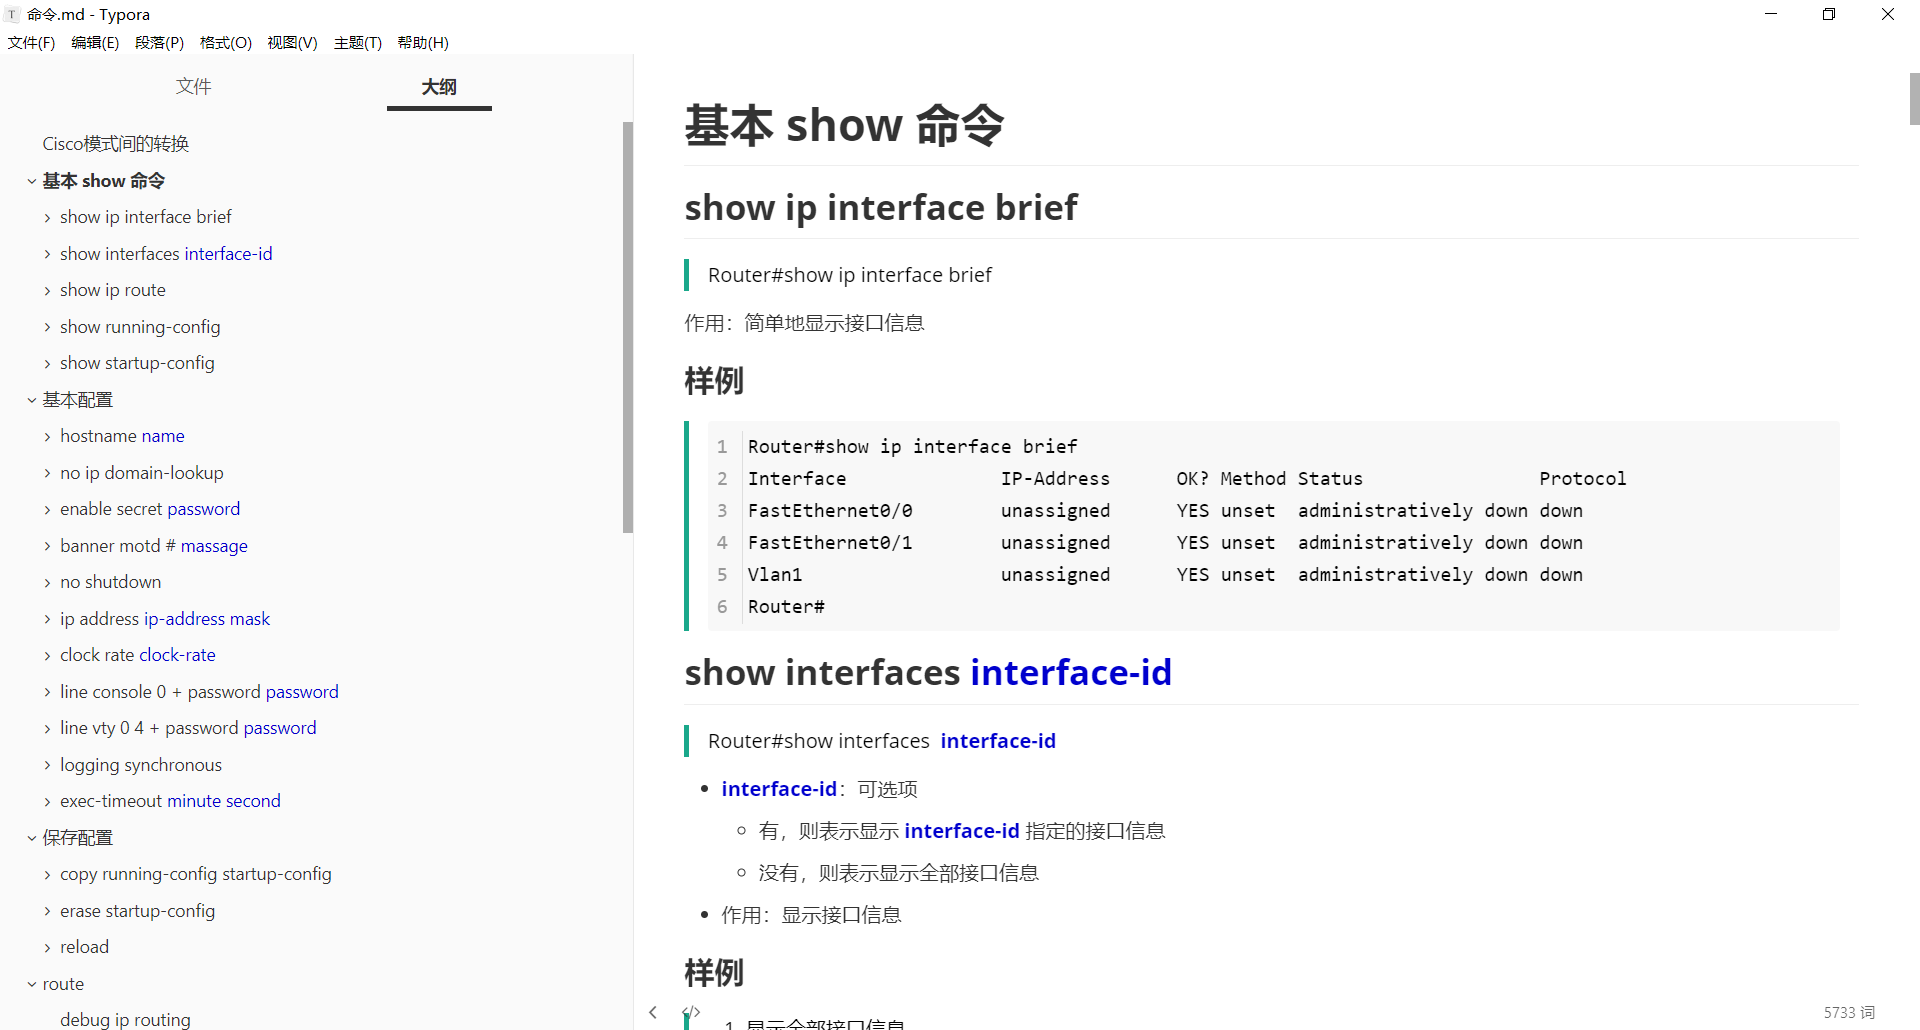 T 命令.md - Typora
文件(F) 编辑(E) 段落(P) 格式(O) 视图(V) 主题(T) 帮助(H)
文件 大纲
Cisco模式间的转换
基本 show 命令
show ip interface brief
show interfaces interface-id
show ip route
show running-config
show startup-config
基本配置
hostname name
no ip domain-lookup
enable secret password
banner motd # massage
no shutdown
ip address ip-address mask
clock rate clock-rate
line console 0 + password password
line vty 0 4 + password password
logging synchronous
exec-timeout minute second
保存配置
copy running-config startup-config
erase startup-config
reload
route
debug ip routing
基本 show 命令
show ip interface brief
Router#show ip interface brief
作用：简单地显示接口信息
样例
1 Router#show ip interface brief
2 Interface IP-Address OK? Method Status Protocol
3 FastEthernet0/0 unassigned YES unset administratively down down
4 FastEthernet0/1 unassigned YES unset administratively down down
5 Vlan1 unassigned YES unset administratively down down
6 Router#
show interfaces interface-id
Router#show interfaces interface-id
interface-id：可选项
有，则表示显示 interface-id 指定的接口信息
没有，则表示显示全部接口信息
作用：显示接口信息
样例
1. 显示全部接口信息
</> 5733 词